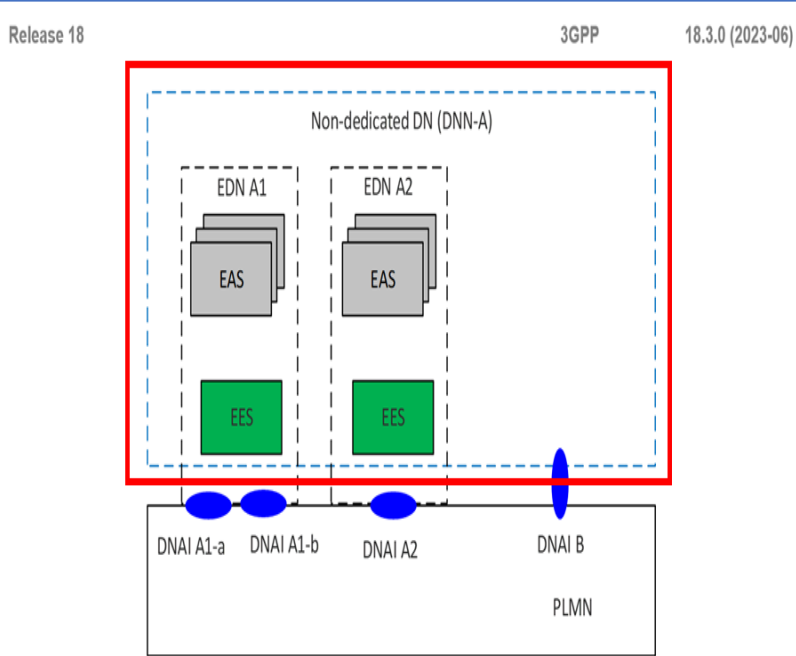 Release 18 3GPP 18.3.0 (2023-06)
Non-dedicated DN (DNN-A)
EDN A1 EDN A2
EAS EAS
EES EES
DNAI A1-a DNAI A1-b DNAI A2 DNAI B
PLMN